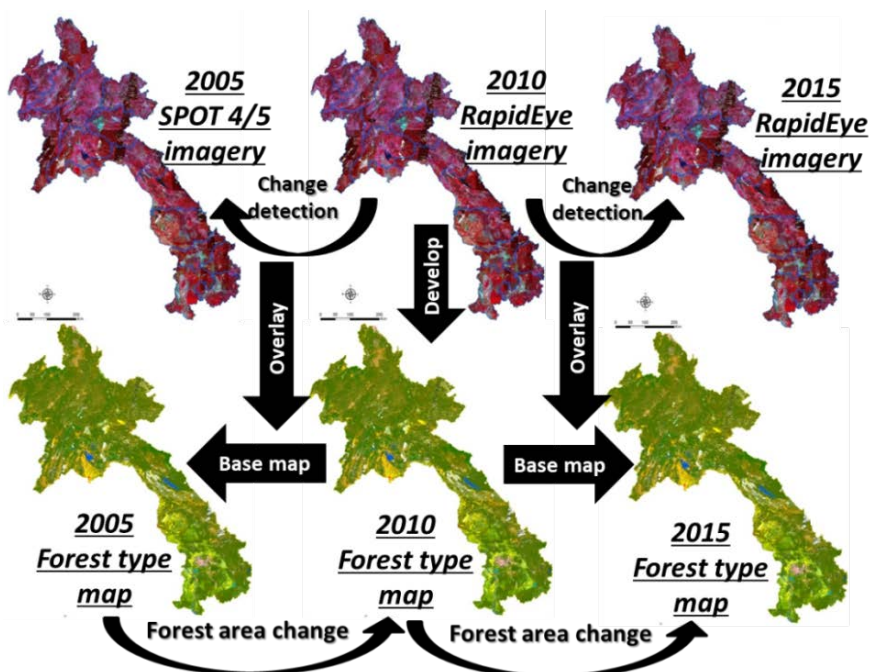 2005
SPOT 4/5
imagery
2010
RapidEye
imagery
2015
RapidEye
imagery
Change
detection
Change
detection
Overlay
Develop
Overlay
Base map
Base map
2005
Forest type
map
2010
Forest type
map
2015
Forest type
map
Forest area change
Forest area change